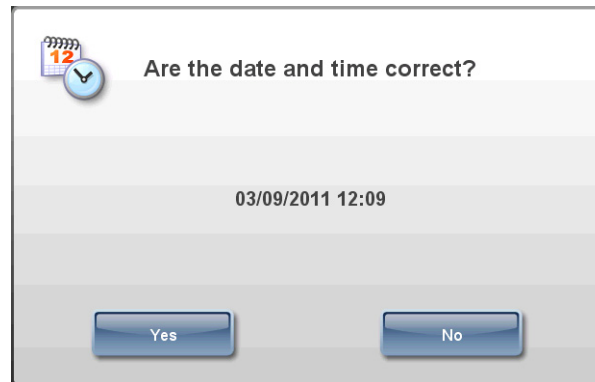 12
Are the date and time correct?
03/09/2011 12:09
Yes
No